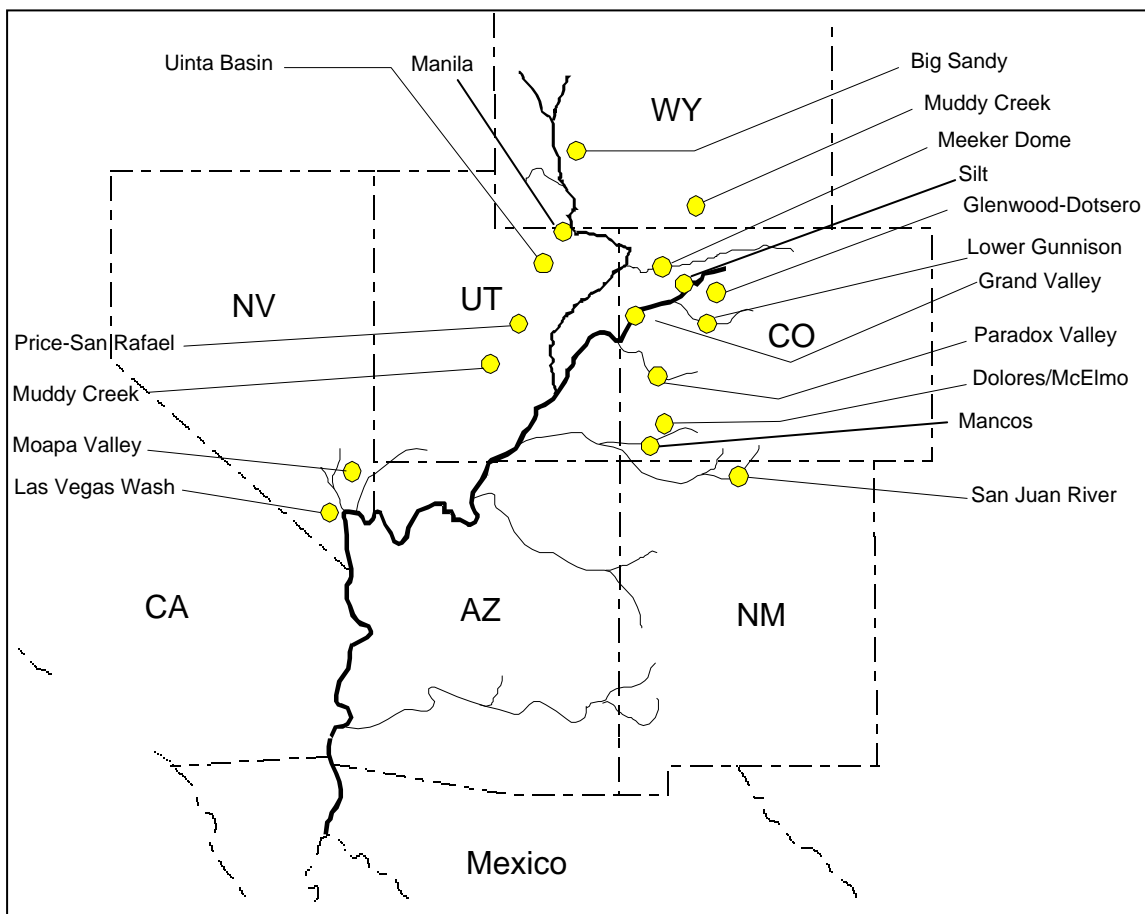 Uinta Basin
Manila
Big Sandy
WY
Muddy Creek
Meeker Dome
Silt
Glenwood-Dotsero
Lower Gunnison
Grand Valley
NV
UT
CO
Price-San Rafael
Paradox Valley
Muddy Creek
Dolores/McElmo
Mancos
Moapa Valley
Las Vegas Wash
San Juan River
CA
AZ
NM
Mexico